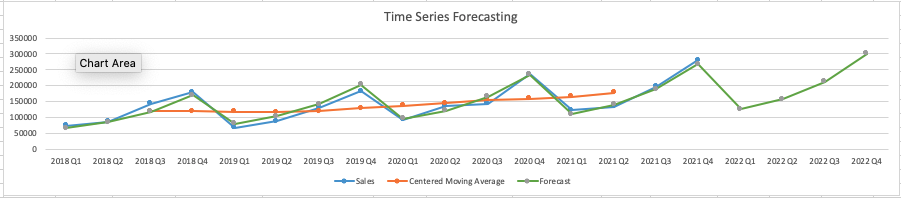 Time Series Forecasting
350000
300000
250000
200000
150000
100000
50000
0
Chart Area
2018 Q1 2018 Q2 2018 Q3 2018 Q4 2019 Q1 2019 Q2 2019 Q3 2019 Q4 2020 Q1 2020 Q2 2020 Q3 2020 Q4 2021 Q1 2021 Q2 2021 Q3 2021 Q4 2022 Q1 2022 Q2 2022 Q3 2022 Q4
Sales Centered Moving Average Forecast